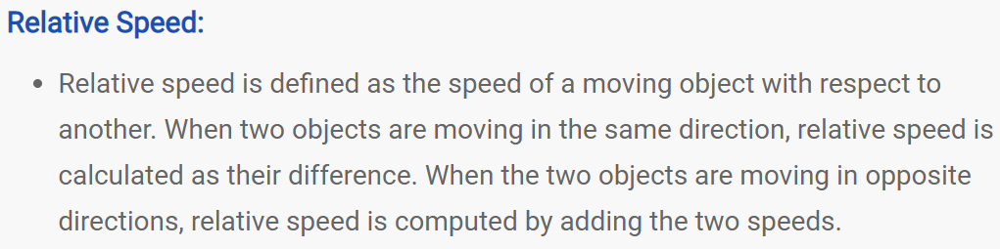 Relative Speed:
• Relative speed is defined as the speed of a moving object with respect to
another. When two objects are moving in the same direction, relative speed is
calculated as their difference. When the two objects are moving in opposite
directions, relative speed is computed by adding the two speeds.